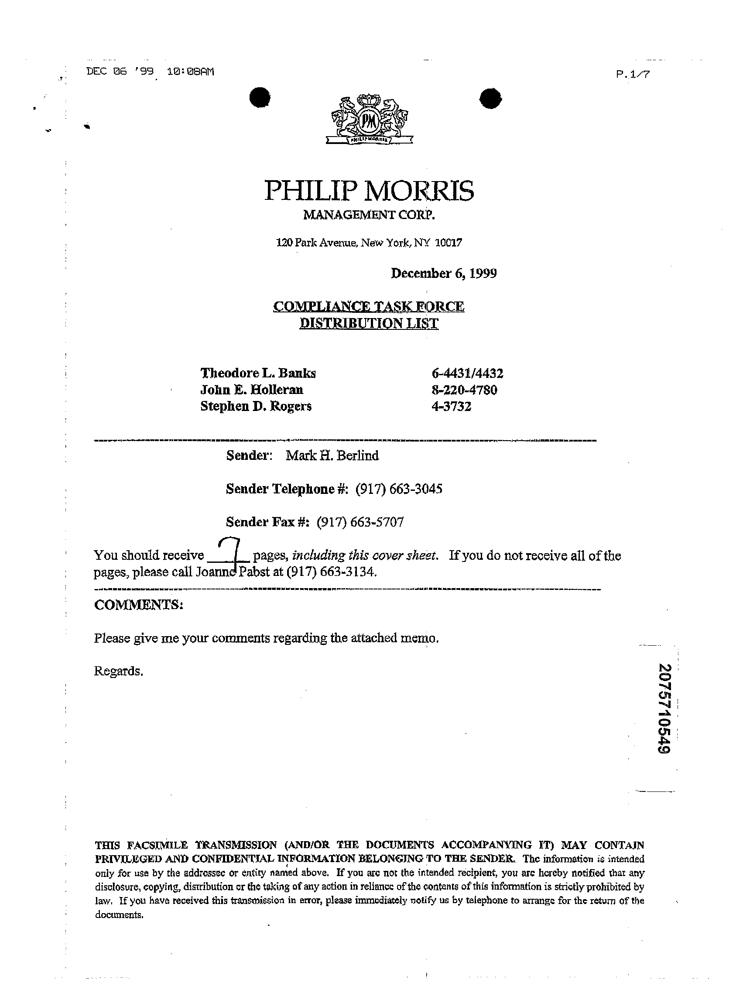 DEC 06 '99 10:08AM P.1/7
PM
PHILIP MORRIS
PHILIP MORRIS
MANAGEMENT CORP.
120 Park Avenue, New York, NY 10017
December 6, 1999
COMPLIANCE TASK FORCE
DISTRIBUTION LIST
Theodore L. Banks 6-4431/4432
John E. Holleran 8-220-4780
Stephen D. Rogers 4-3732
Sender: Mark H. Berlind
Sender Telephone #: (917) 663-3045
Sender Fax #: (917) 663-5707
You should receive 7 pages, including this cover sheet. If you do not receive all of the
pages, please call Joanne Pabst at (917) 663-3134.
COMMENTS:
Please give me your comments regarding the attached memo.
Regards.
2075710549
THIS FACSIMILE TRANSMISSION (AND/OR THE DOCUMENTS ACCOMPANYING IT) MAY CONTAIN
PRIVILEGED AND CONFIDENTIAL INFORMATION BELONGING TO THE SENDER. The information is intended
only for use by the addressee or entity named above. If you are not the intended recipient, you are hereby notified that any
disclosure, copying, distribution or the taking of any action in reliance of the contents of this information is strictly prohibited by
law. If you have received this transmission in error, please immediately notify us by telephone to arrange for the return of the
documents.